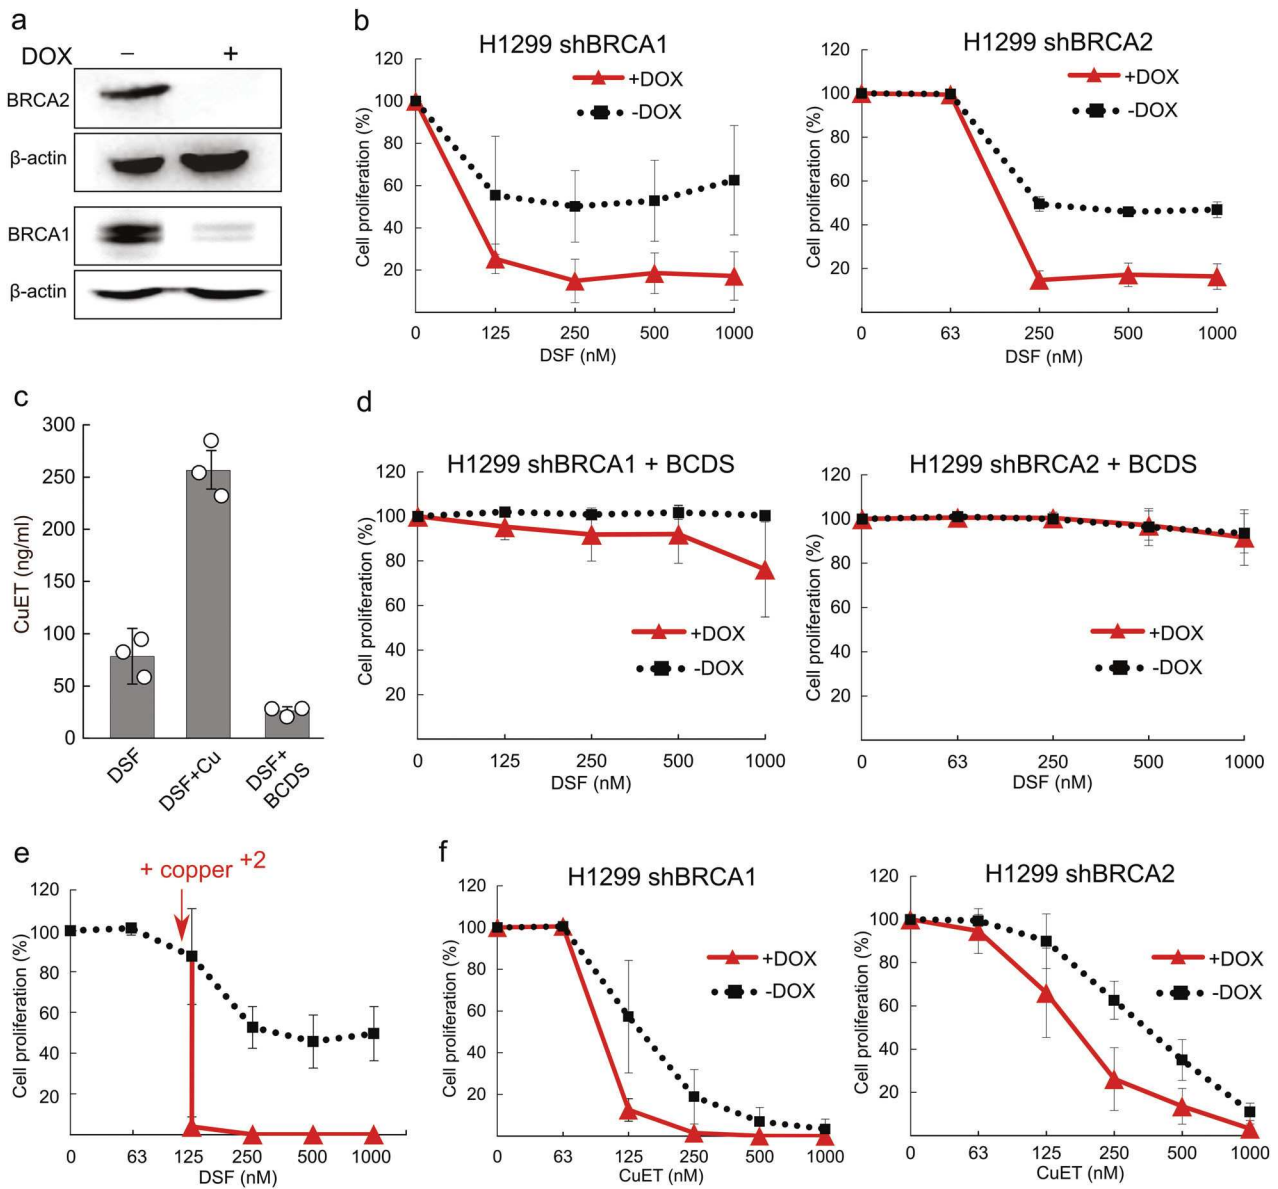 a
DOX – +
BRCA2
β-actin
BRCA1
β-actin
b
H1299 shBRCA1
+DOX
-DOX
Cell proliferation (%)
120
100
80
60
40
20
0 125 250 500 1000
DSF (nM)
H1299 shBRCA2
+DOX
-DOX
Cell proliferation (%)
120
100
80
60
40
20
0 63 250 500 1000
DSF (nM)
c
CuET (ng/ml)
300
250
200
150
100
50
0
DSF
DSF+Cu
DSF+
BCDS
d
H1299 shBRCA1 + BCDS
Cell proliferation (%)
120
100
80
60
40
20
+DOX
-DOX
0 125 250 500 1000
DSF (nM)
H1299 shBRCA2 + BCDS
Cell proliferation (%)
120
100
80
60
40
20
+DOX
-DOX
0 63 250 500 1000
DSF (nM)
e
+ copper +2
Cell proliferation (%)
120
100
80
60
40
20
0 63 125 250 500 1000
DSF (nM)
f
H1299 shBRCA1
+DOX
-DOX
Cell proliferation (%)
120
100
80
60
40
20
0 63 125 250 500 1000
CuET (nM)
H1299 shBRCA2
+DOX
-DOX
Cell proliferation (%)
120
100
80
60
40
20
0 63 125 250 500 1000
CuET (nM)